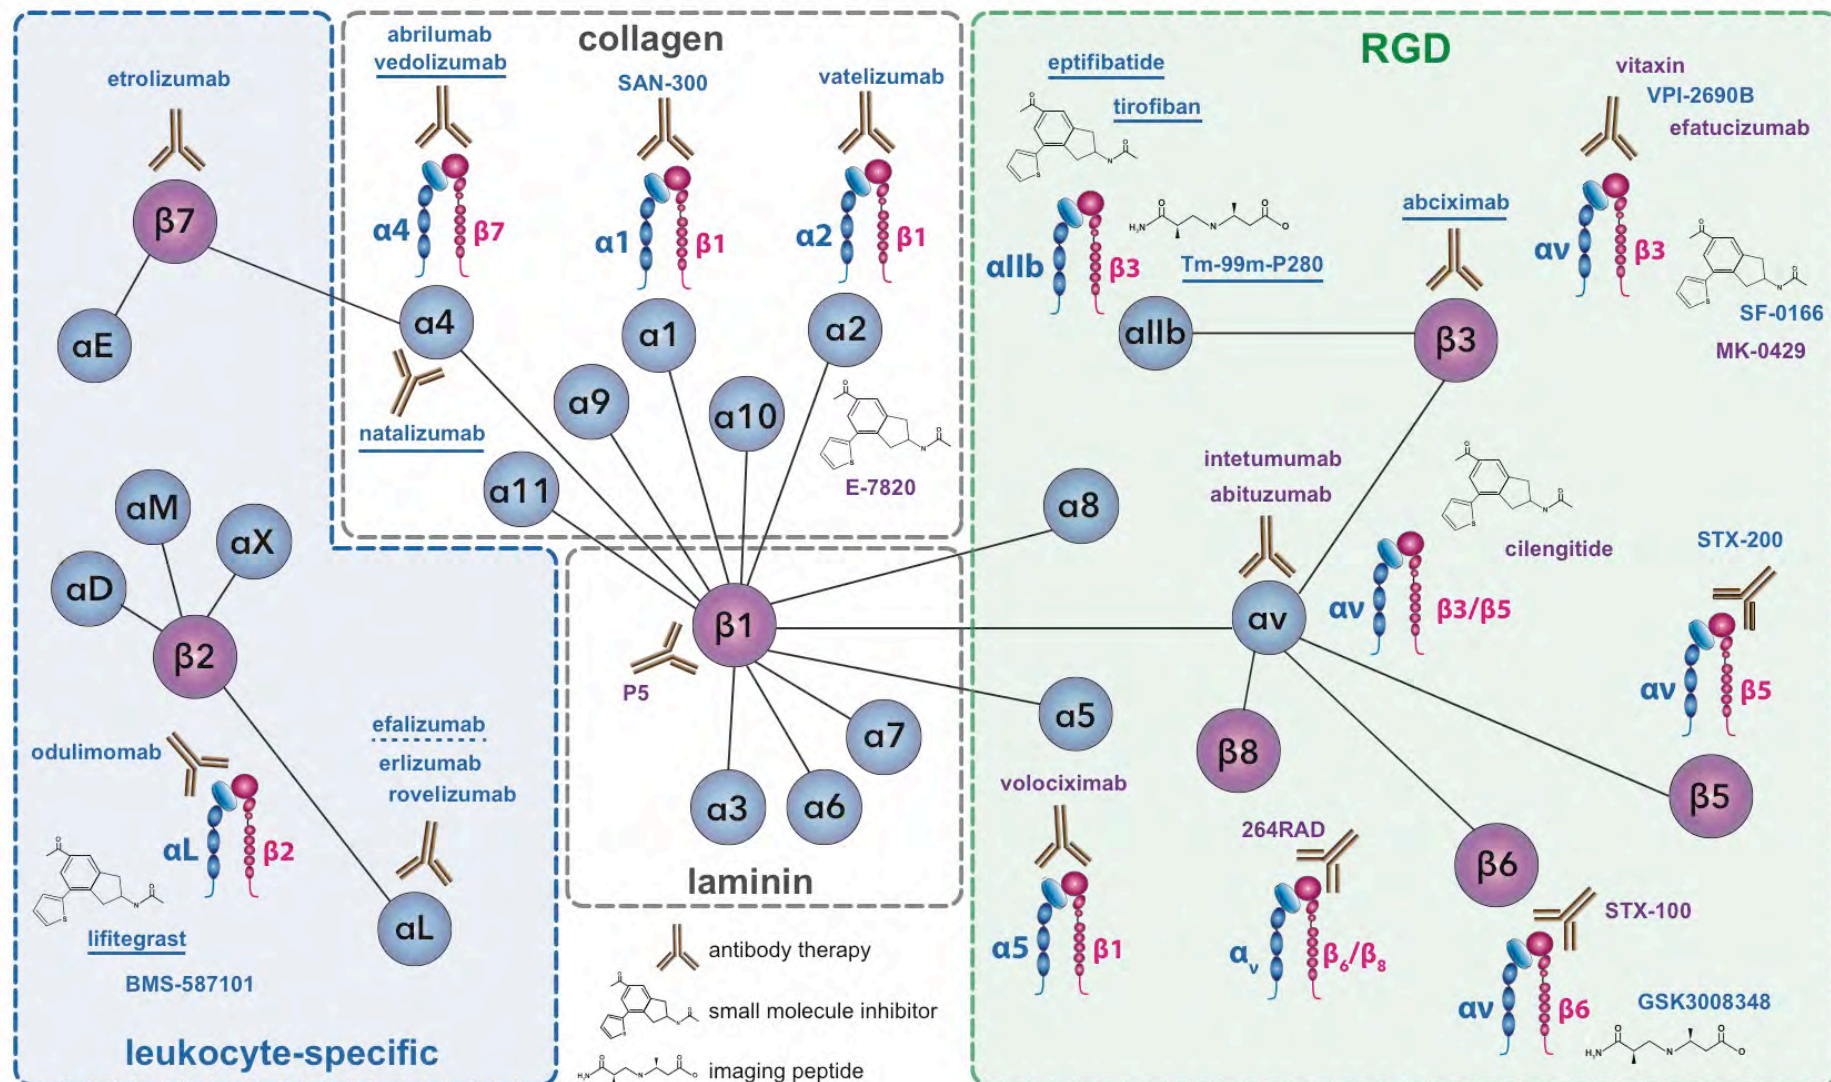 etrolizumab
β7
αE
αM
αX
αD
β2
odulimomab
αL
β2
lifitegrast
BMS-587101
efalizumab
erlizumab
rovelizumab
αL
leukocyte-specific
collagen
abrilumab
vedolizumab
α4
β7
α4
natalizumab
SAN-300
α1
β1
α1
vatelizumab
α2
β1
α2
α9
α10
α11
E-7820
β1
P5
α3
α6
α7
laminin
antibody therapy
small molecule inhibitor
imaging peptide
RGD
eptifibatide
tirofiban
αIIb
β3
Tm-99m-P280
αIIb
abciximab
β3
vitaxin
VPI-2690B
efatucizumab
αν
β3
SF-0166
MK-0429
α8
intetumumab
abituzumab
αv
αν
β3/β5
cilengitide
STX-200
αν
β5
β5
α5
volociximab
α5
β1
β8
264RAD
αν
β6/β8
β6
STX-100
αν
β6
GSK3008348